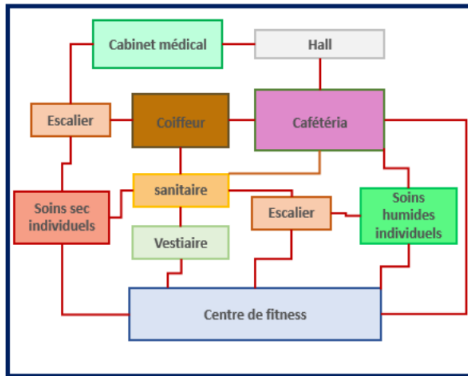 Cabinet médical
Hall
Escalier
Coiffeur
Cafétéria
sanitaire
Soins sec
individuels
Escalier
Soins
humides
individuels
Vestiaire
Centre de fitness